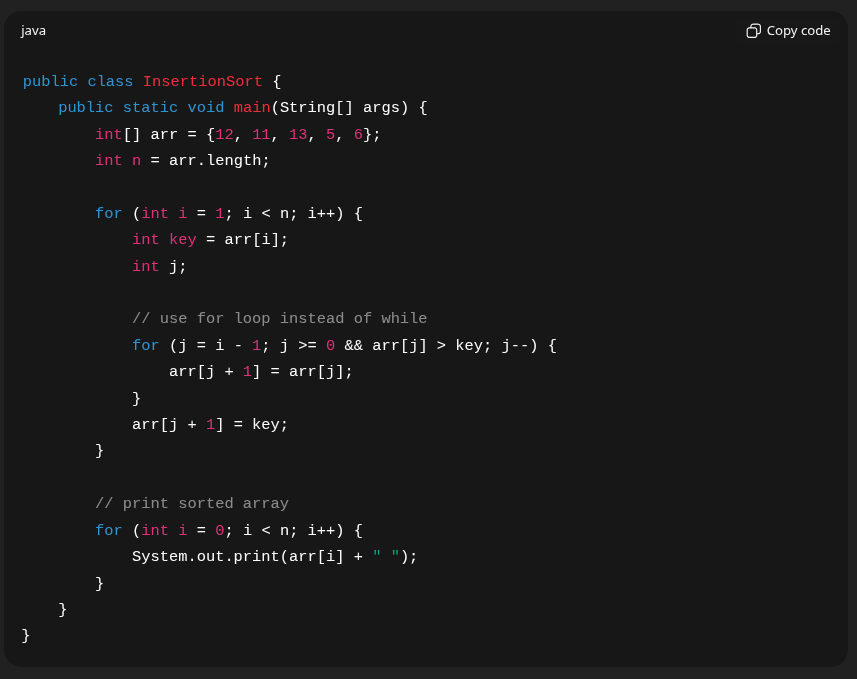 java
Copy code
public class InsertionSort {
    public static void main(String[] args) {
        int[] arr = {12, 11, 13, 5, 6};
        int n = arr.length;

        for (int i = 1; i < n; i++) {
            int key = arr[i];
            int j;

            // use for loop instead of while
            for (j = i - 1; j >= 0 && arr[j] > key; j--) {
                arr[j + 1] = arr[j];
            }
            arr[j + 1] = key;
        }

        // print sorted array
        for (int i = 0; i < n; i++) {
            System.out.print(arr[i] + " ");
        }
    }
}